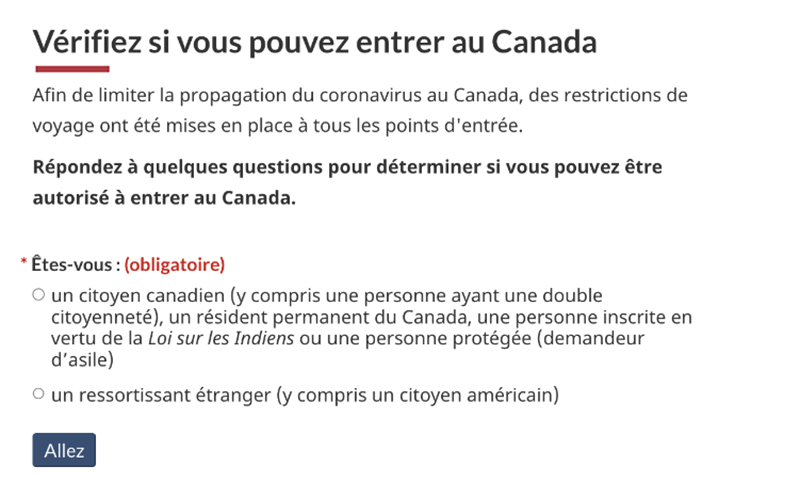 Vérifiez si vous pouvez entrer au Canada
Afin de limiter la propagation du coronavirus au Canada, des restrictions de
voyage ont été mises en place à tous les points d'entrée.
Répondez à quelques questions pour déterminer si vous pouvez être
autorisé à entrer au Canada.
* Êtes-vous : (obligatoire)
un citoyen canadien (y compris une personne ayant une double
citoyenneté), un résident permanent du Canada, une personne inscrite en
vertu de la Loi sur les Indiens ou une personne protégée (demandeur
d’asile)
un ressortissant étranger (y compris un citoyen américain)
Allez